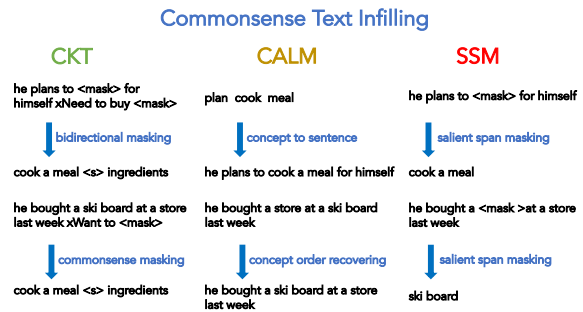 Commonsense Text Infilling
CKT
he plans to <mask> for
himself xNeed to buy <mask>
bidirectional masking
cook a meal <s> ingredients
he bought a ski board at a store
last week xWant to <mask>
commonsense masking
cook a meal <s> ingredients
CALM
plan cook meal
concept to sentence
he plans to cook a meal for himself
he bought a store at a ski board
last week
concept order recovering
he bought a ski board at a store
last week
SSM
he plans to <mask> for himself
salient span masking
cook a meal
he bought a <mask >at a store
last week
salient span masking
ski board